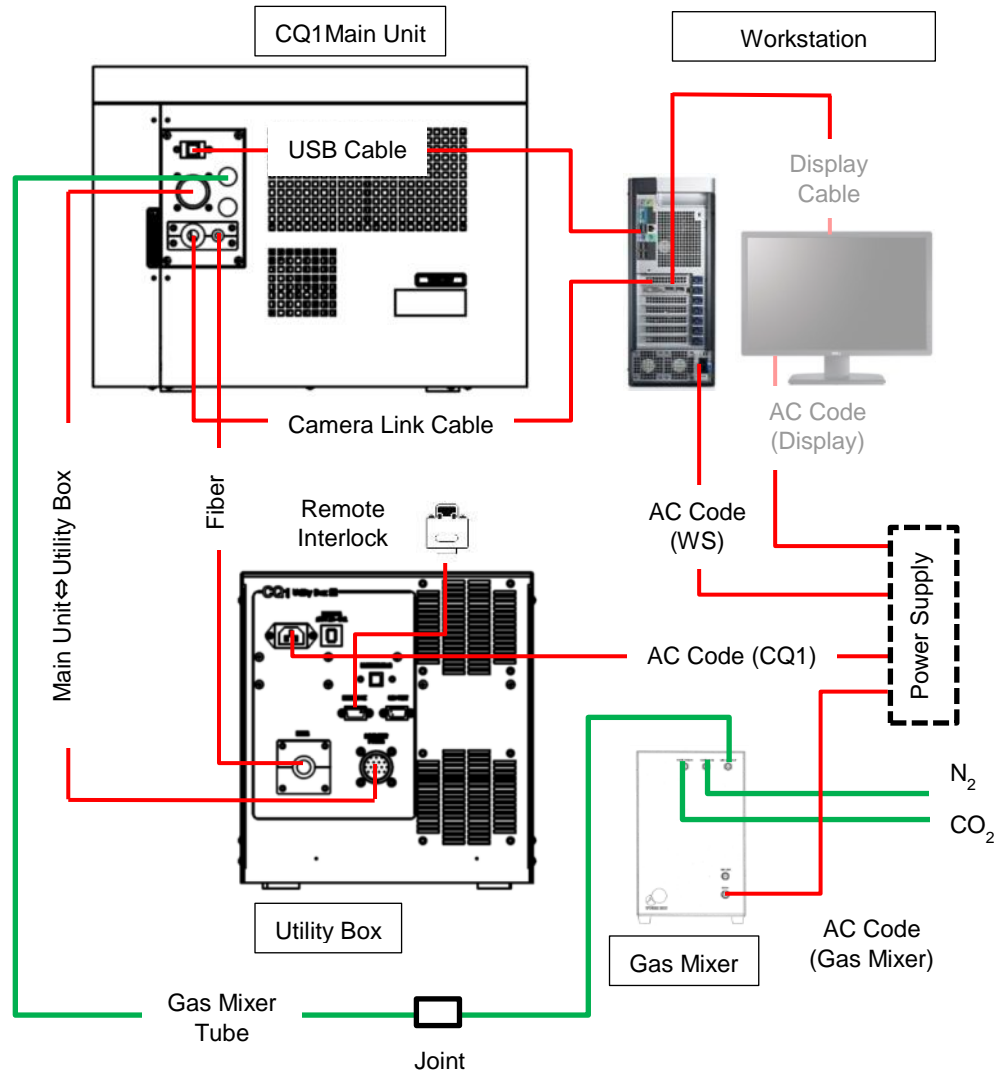 CQ1Main Unit
Workstation
USB Cable
Display
Cable
Camera Link Cable
AC Code
(Display)
Main Unit⇔Utility Box
Fiber
Remote
Interlock
AC Code
(WS)
CQ1 Utility Box
AC Code (CQ1)
Power Supply
N2
CO2
Utility Box
Gas Mixer
AC Code
(Gas Mixer)
Gas Mixer
Tube
Joint